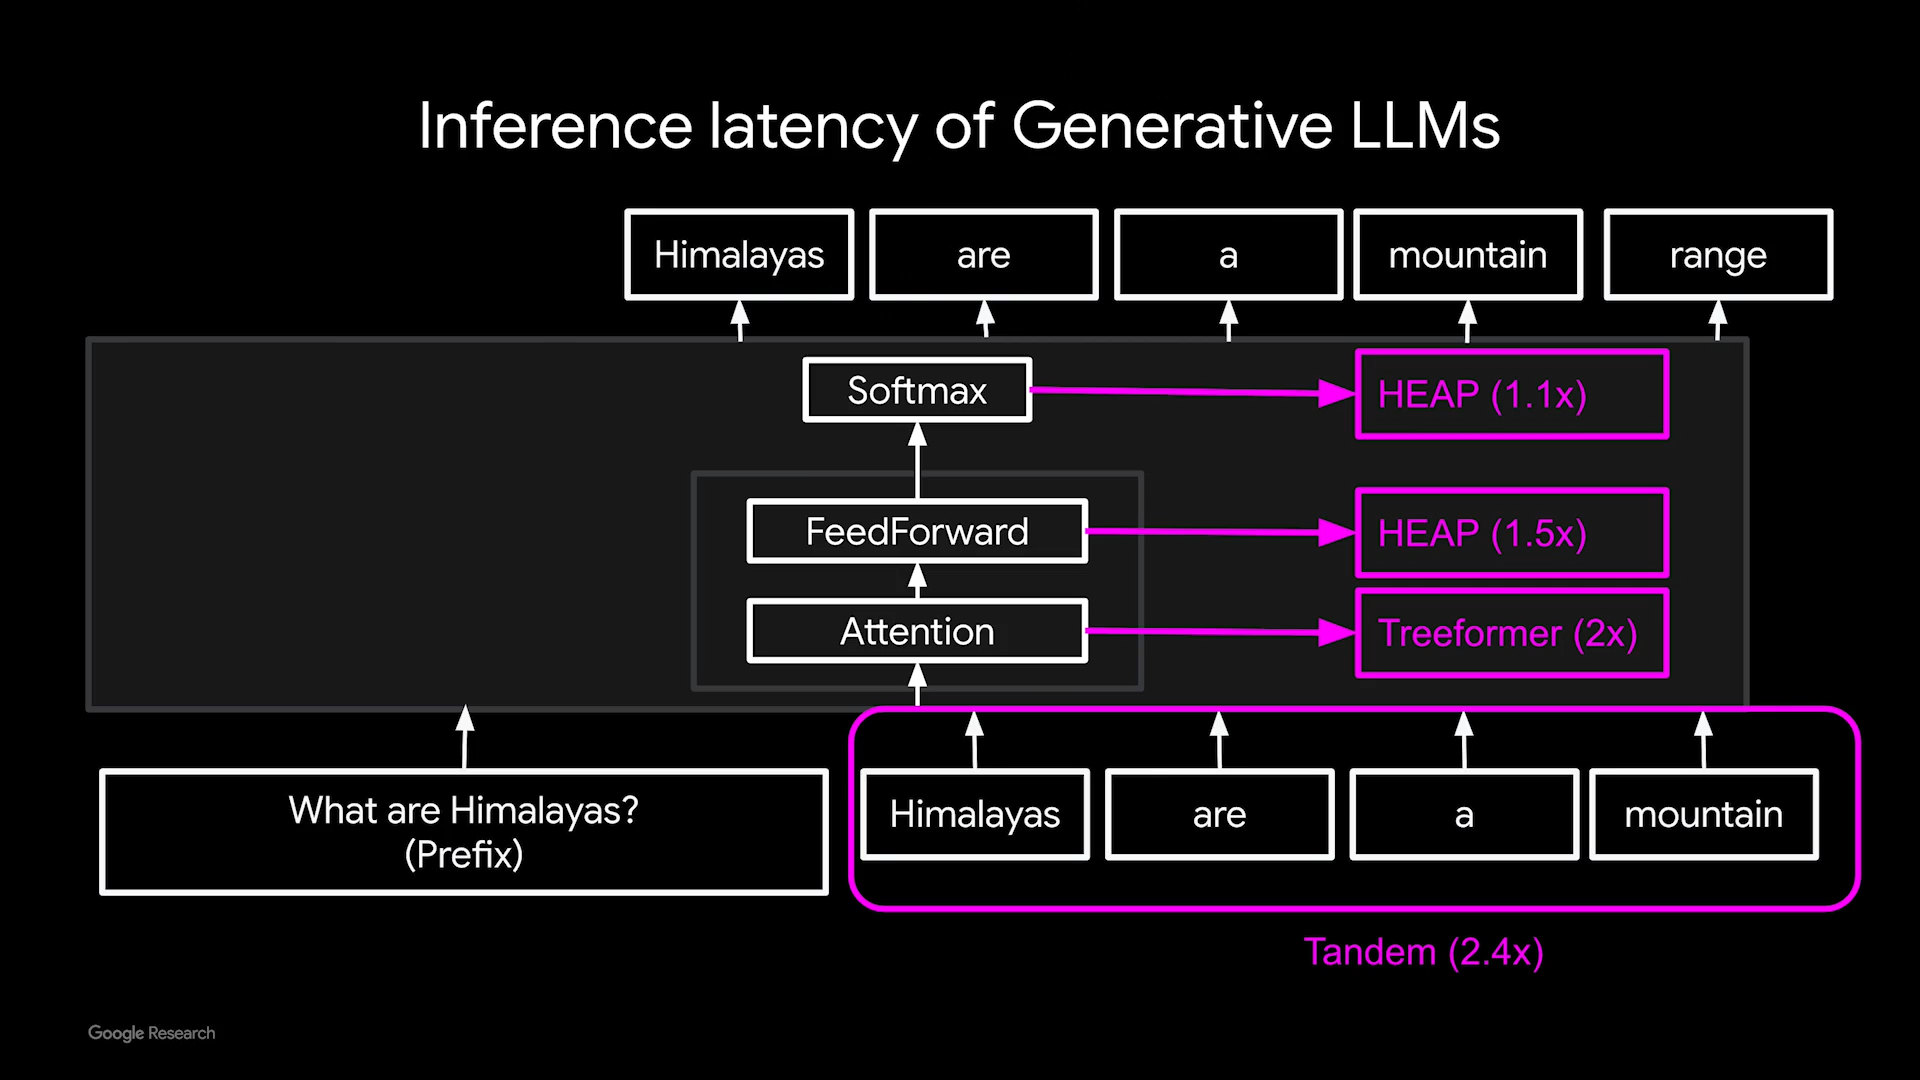 Inference latency of Generative LLMs
Himalayas
are
a
mountain
range
Softmax
HEAP (1.1x)
FeedForward
HEAP (1.5x)
Attention
Treeformer (2x)
What are Himalayas?
(Prefix)
Himalayas
are
a
mountain
Tandem (2.4x)
Google Research